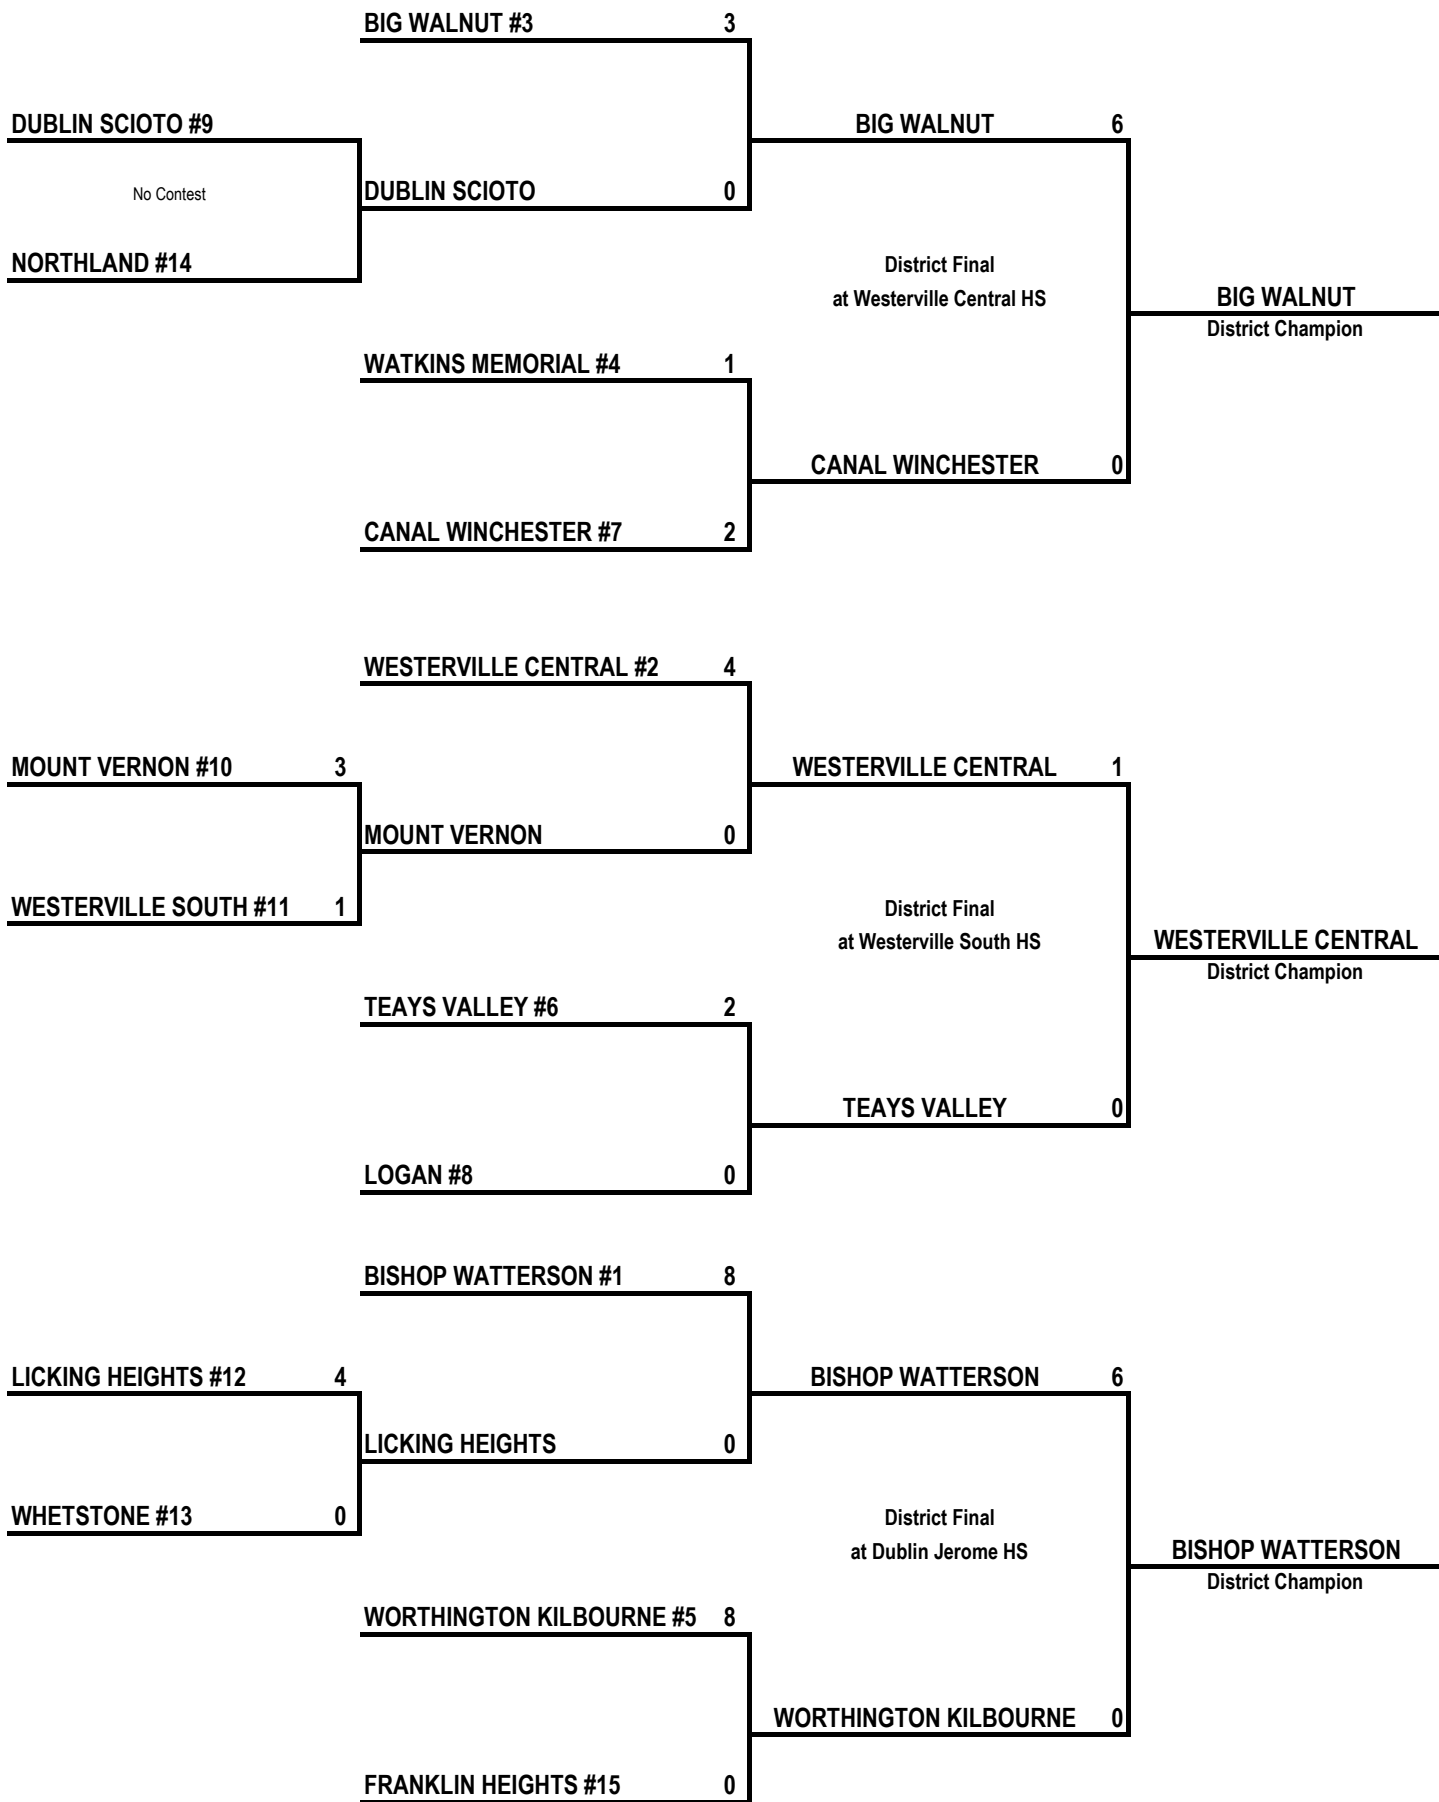 BIG WALNUT #3 3
DUBLIN SCIOTO #9
BIG WALNUT 6
No Contest
DUBLIN SCIOTO 0
NORTHLAND #14
District Final
at Westerville Central HS
BIG WALNUT
District Champion
WATKINS MEMORIAL #4 1
CANAL WINCHESTER 0
CANAL WINCHESTER #7 2
WESTERVILLE CENTRAL #2 4
MOUNT VERNON #10 3
WESTERVILLE CENTRAL 1
MOUNT VERNON 0
WESTERVILLE SOUTH #11 1
District Final
at Westerville South HS
WESTERVILLE CENTRAL
District Champion
TEAYS VALLEY #6 2
TEAYS VALLEY 0
LOGAN #8 0
BISHOP WATTERSON #1 8
LICKING HEIGHTS #12 4
BISHOP WATTERSON 6
LICKING HEIGHTS 0
WHETSTONE #13 0
District Final
at Dublin Jerome HS
BISHOP WATTERSON
District Champion
WORTHINGTON KILBOURNE #5 8
WORTHINGTON KILBOURNE 0
FRANKLIN HEIGHTS #15 0